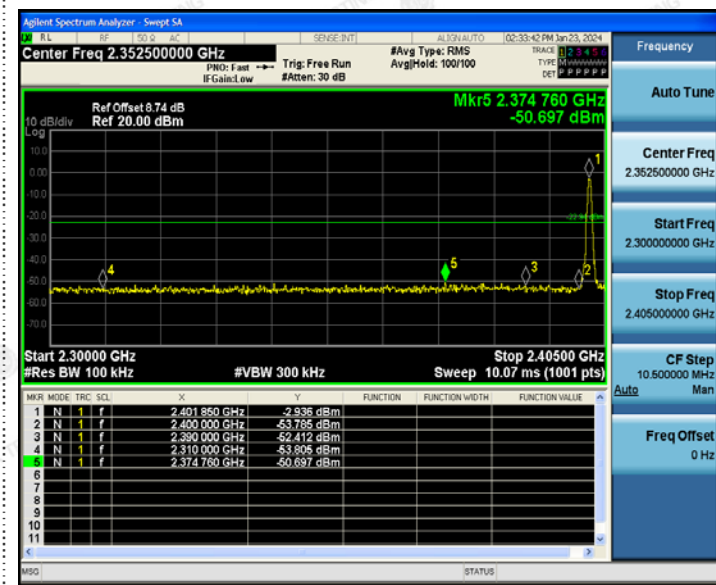 Agilent Spectrum Analyzer - Swept SA
RL RF 50 Ω AC SENSE:INT ALIGN AUTO 02:33:42 PM Jan 23, 2024
Center Freq 2.352500000 GHz
PNO: Fast
IFGain:Low
Trig: Free Run
#Atten: 30 dB
#Avg Type: RMS
Avg|Hold: 100/100
TRACE 1 2 3 4 5 6
TYPE M
DET P P P P P P
Ref Offset 8.74 dB
10 dB/div Ref 20.00 dBm
Log
Mkr5 2.374 760 GHz
-50.697 dBm
10.0
0.00
-10.0
-20.0
-30.0
-40.0
-50.0
-60.0
-70.0
1
4
5
3
2
Start 2.30000 GHz Stop 2.40500 GHz
#Res BW 100 kHz #VBW 300 kHz Sweep 10.07 ms (1001 pts)
MKR MODE TRC SCL X Y FUNCTION FUNCTION WIDTH FUNCTION VALUE
1 N 1 f 2.401 850 GHz -2.936 dBm
2 N 1 f 2.400 000 GHz -53.785 dBm
3 N 1 f 2.390 000 GHz -52.412 dBm
4 N 1 f 2.310 000 GHz -53.805 dBm
5 N 1 f 2.374 760 GHz -50.697 dBm
6
7
8
9
10
11
MSG STATUS
Frequency
Auto Tune
Center Freq
2.352500000 GHz
Start Freq
2.300000000 GHz
Stop Freq
2.405000000 GHz
CF Step
10.500000 MHz
Auto Man
Freq Offset
0 Hz